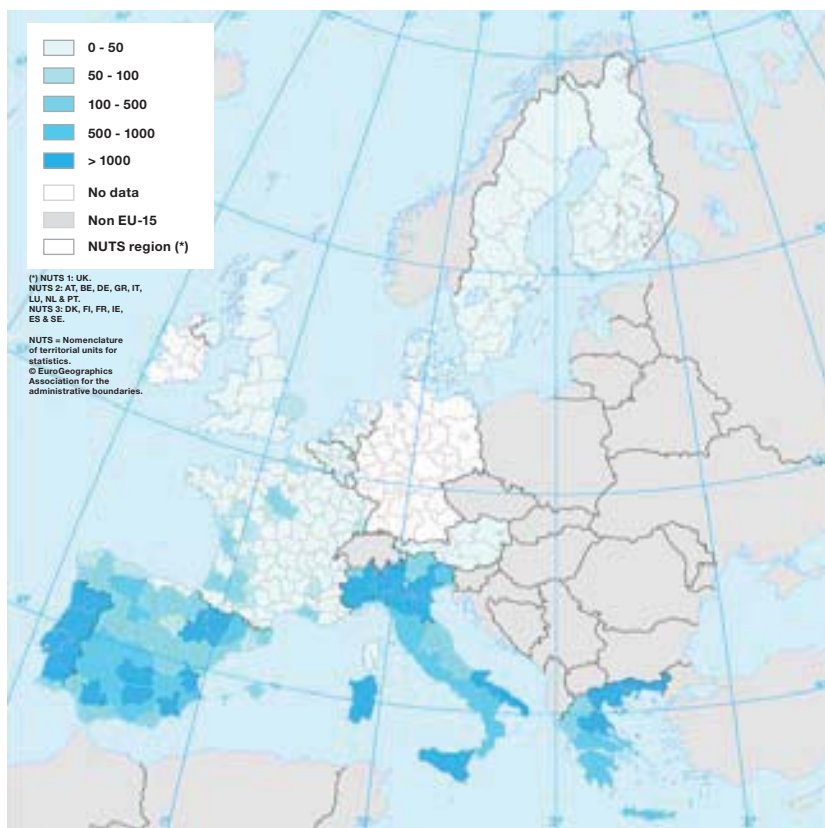 0 - 50
50 - 100
100 - 500
500 - 1000
> 1000
No data
Non EU-15
NUTS region (*)
(*) NUTS 1: UK.
NUTS 2: AT, BE, DE, GR, IT,
LU, NL & PT.
NUTS 3: DK, FI, FR, IE,
ES & SE.
NUTS = Nomenclature
of territorial units for
statistics.
© EuroGeographics
Association for the
administrative boundaries.